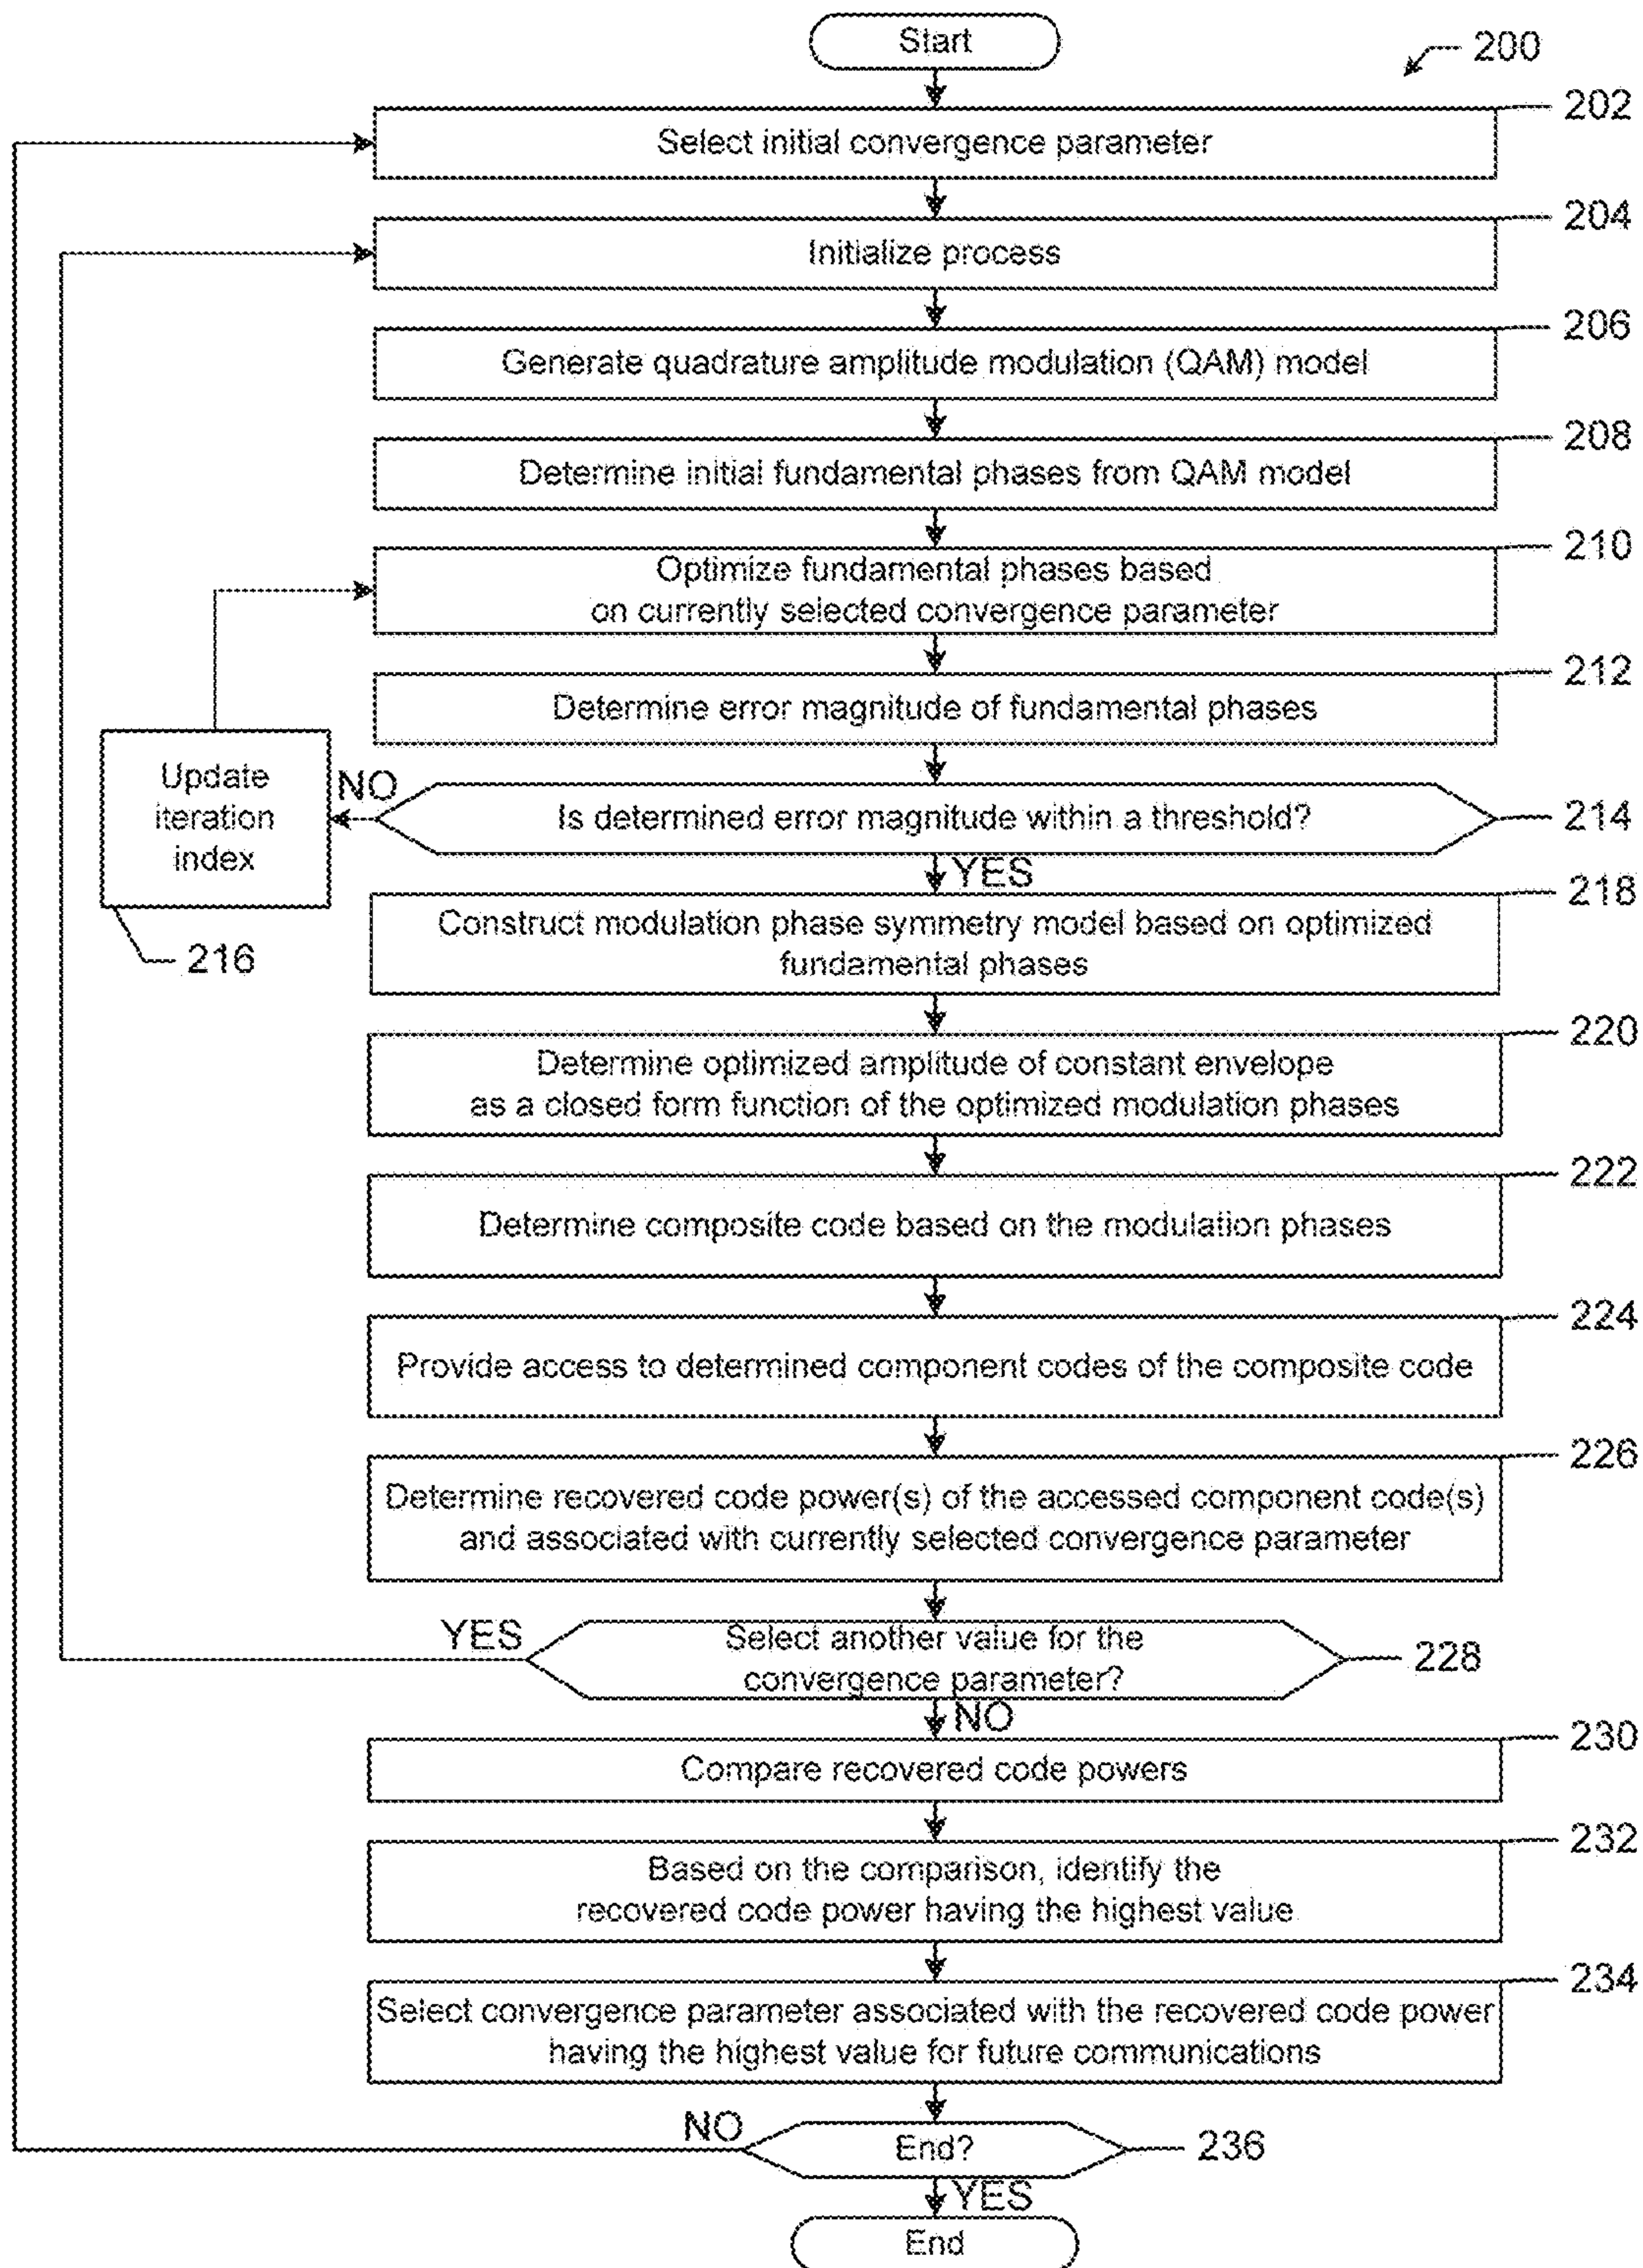 Start
200
202
Select initial convergence parameter
204
Initialize process
206
Generate quadrature amplitude modulation (QAM) model
208
Determine initial fundamental phases from QAM model
210
Optimize fundamental phases based
on currently selected convergence parameter
212
Determine error magnitude of fundamental phases
Update
iteration
index
NO
Is determined error magnitude within a threshold?
214
YES
216
218
Construct modulation phase symmetry model based on optimized
fundamental phases
220
Determine optimized amplitude of constant envelope
as a closed form function of the optimized modulation phases
222
Determine composite code based on the modulation phases
224
Provide access to determined component codes of the composite code
226
Determine recovered code power(s) of the accessed component code(s)
and associated with currently selected convergence parameter
YES
Select another value for the
convergence parameter?
228
NO
230
Compare recovered code powers
232
Based on the comparison, identify the
recovered code power having the highest value
234
Select convergence parameter associated with the recovered code power
having the highest value for future communications
NO
End?
236
YES
End